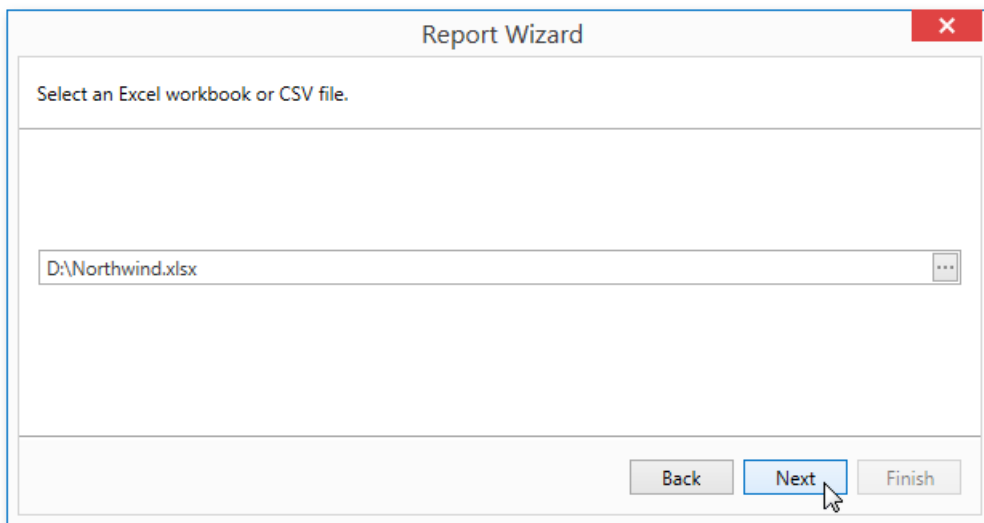 Report Wizard
Select an Excel workbook or CSV file.
D:\Northwind.xlsx
...
Back Next Finish